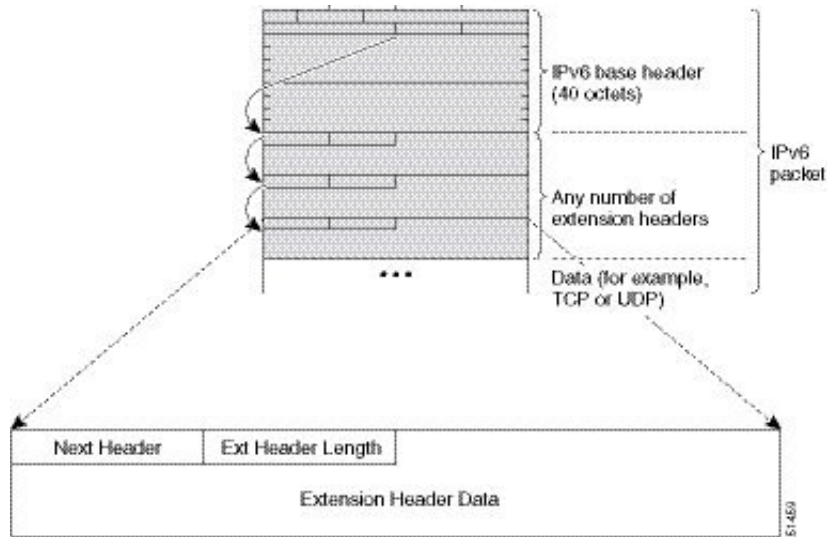 IPv6 base header
(40 octets)
IPv6
packet
Any number of
extension headers
Data (for example,
TCP or UDP)
Next Header
Ext Header Length
Extension Header Data
51459